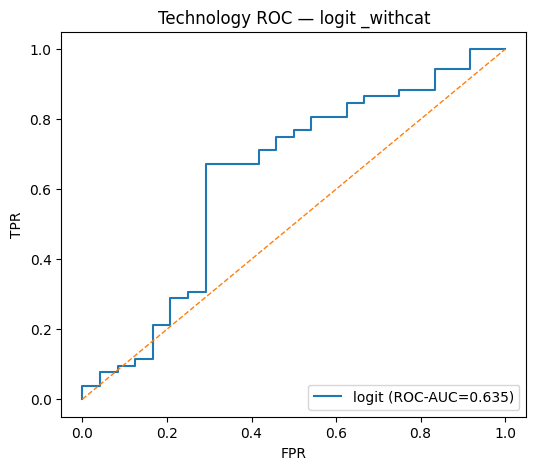 Technology ROC — logit _withcat
1.0
0.8
0.6
0.4
0.2
0.0
TPR
0.0 0.2 0.4 0.6 0.8 1.0
FPR
logit (ROC-AUC=0.635)